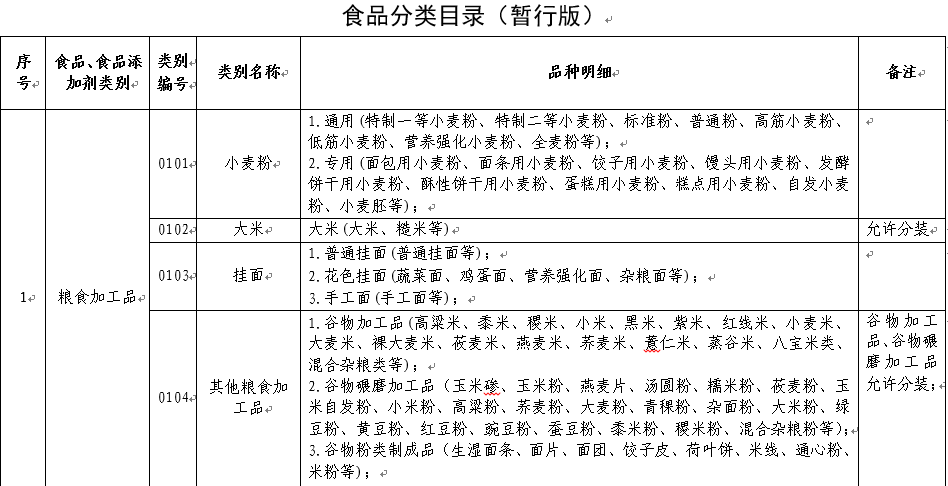 食品分类目录（暂行版）
序号
食品、食品添加剂类别
类别编号
类别名称
品种明细
备注
1
粮食加工品
0101
小麦粉
1.通用(特制一等小麦粉、特制二等小麦粉、标准粉、普通粉、高筋小麦粉、
低筋小麦粉、营养强化小麦粉、全麦粉等)；
2.专用(面包用小麦粉、面条用小麦粉、饺子用小麦粉、馒头用小麦粉、发酵
饼干用小麦粉、酥性饼干用小麦粉、蛋糕用小麦粉、糕点用小麦粉、自发小麦
粉、小麦胚等)；
0102
大米
大米(大米、糙米等)
允许分装
0103
挂面
1.普通挂面(普通挂面等)；
2.花色挂面(蔬菜面、鸡蛋面、营养强化面、杂粮面等)；
3.手工面(手工面等)；
0104
其他粮食加
工品
1.谷物加工品(高粱米、黍米、稷米、小米、黑米、紫米、红线米、小麦米、
大麦米、裸大麦米、莜麦米、燕麦米、荞麦米、薏仁米、蒸谷米、八宝米类、
混合杂粮类等)；
2.谷物碾磨加工品（玉米碜、玉米粉、燕麦片、汤圆粉、糯米粉、莜麦粉、玉
米自发粉、小米粉、高粱粉、荞麦粉、大麦粉、青稞粉、杂面粉、大米粉、绿
豆粉、黄豆粉、红豆粉、豌豆粉、蚕豆粉、黍米粉、稷米粉、混合杂粮粉等)；
3.谷物粉类制成品（生湿面条、面片、面团、饺子皮、荷叶饼、米线、通心粉、
米粉等)；
谷物加工
品、谷物碾
磨加工品
允许分装；